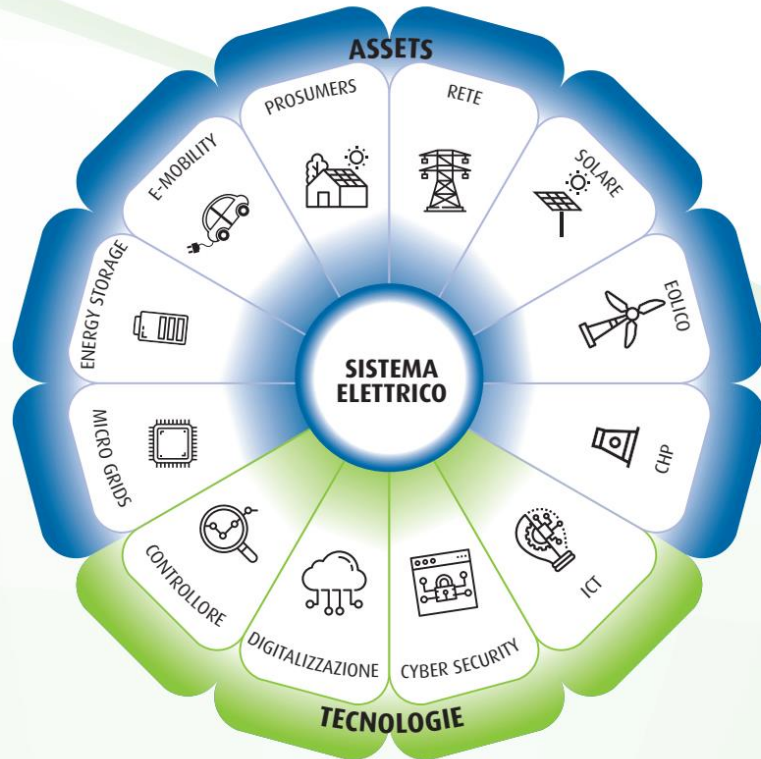 ASSETS
PROSUMERS
RETE
SOLARE
EOLICO
CHP
ICT
CYBER SECURITY
DIGITALIZZAZIONE
CONTROLLORE
MICRO GRIDS
ENERGY STORAGE
E-MOBILITY
SISTEMA
ELETTRICO
TECNOLOGIE